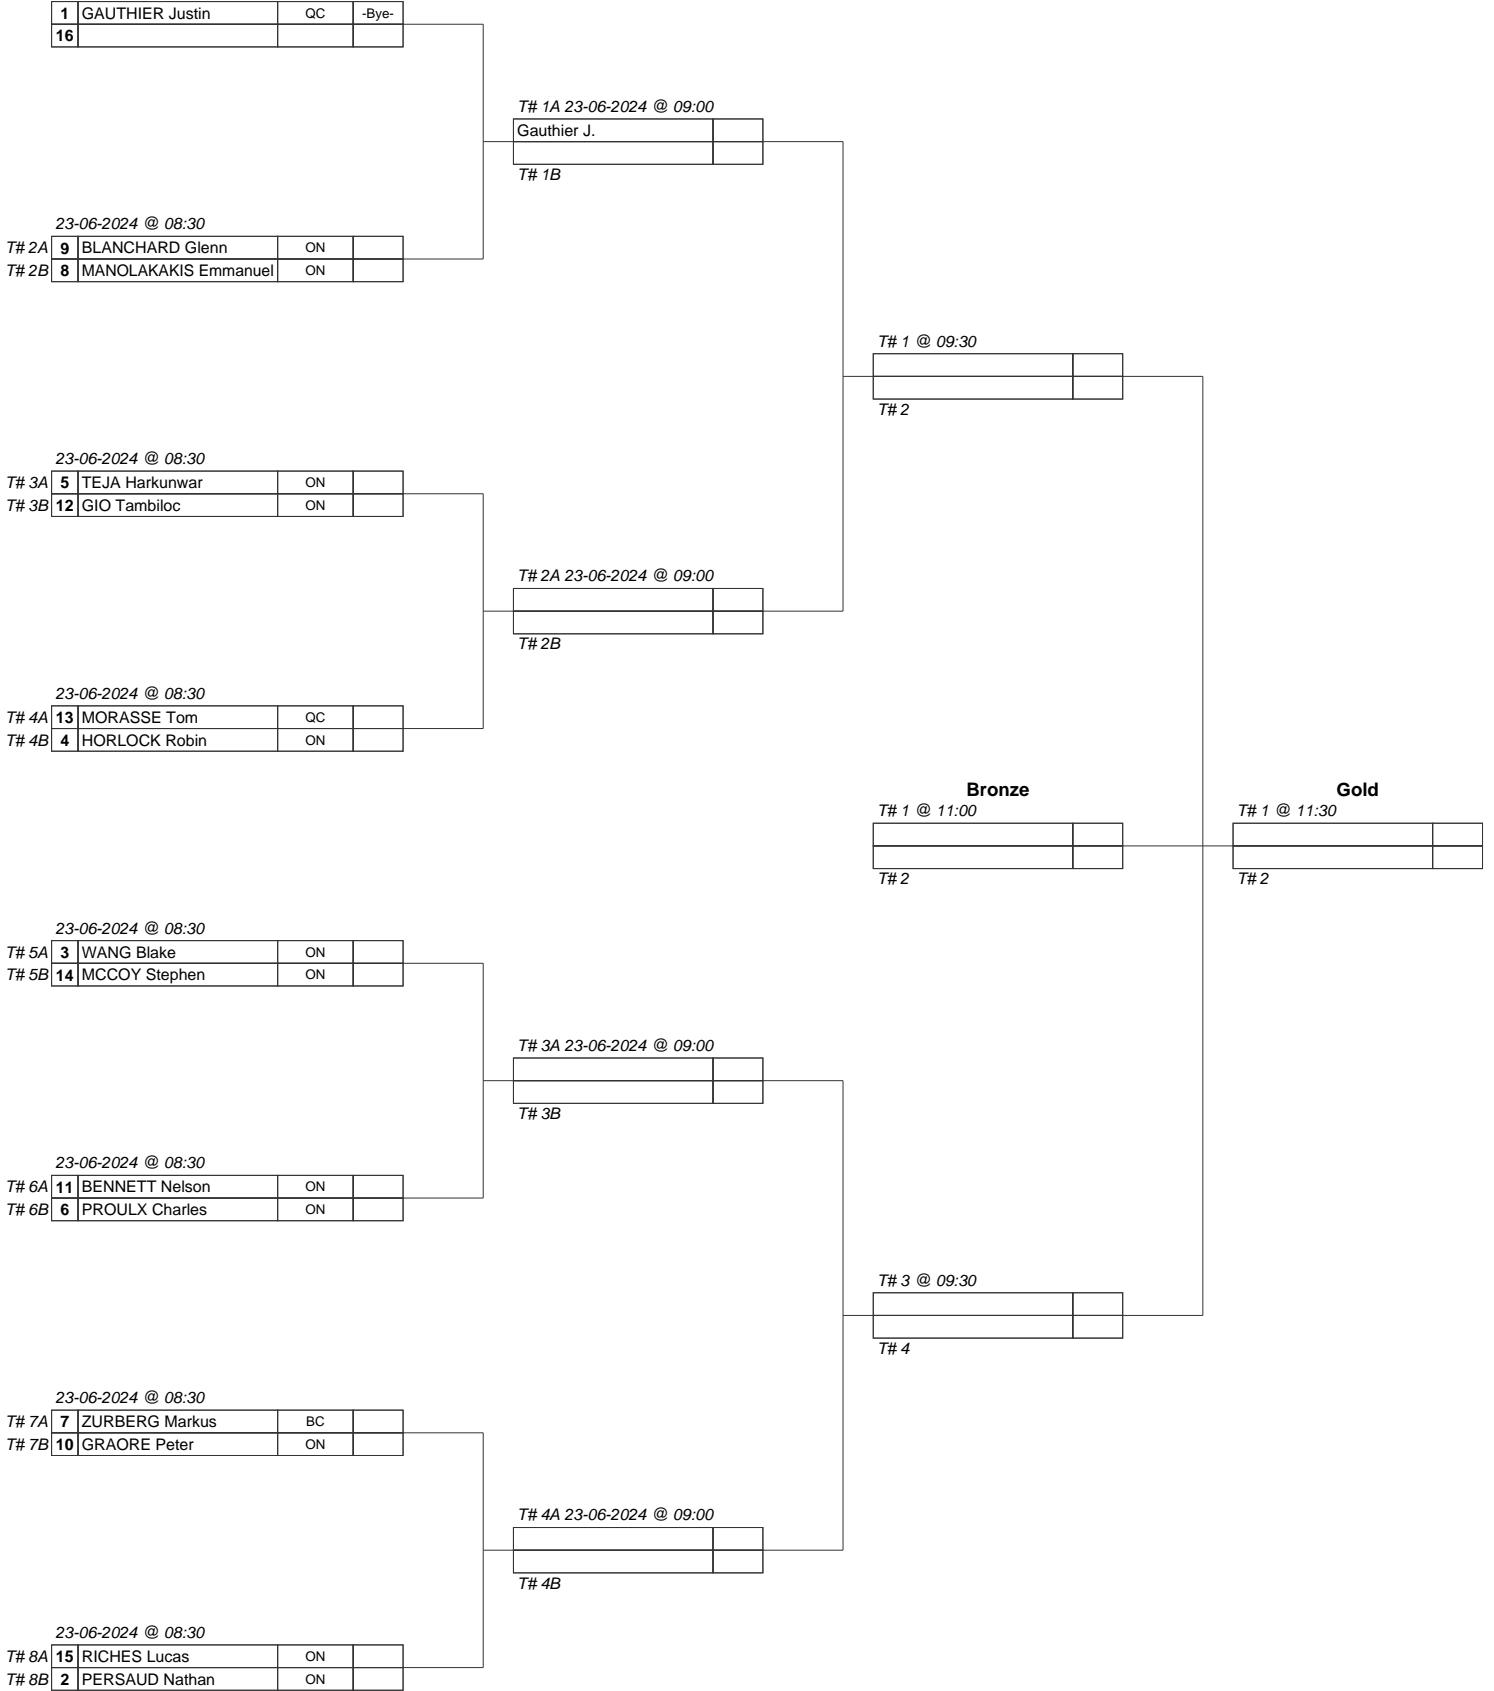 1 GAUTHIER Justin QC -Bye-
16
T# 1A 23-06-2024 @ 09:00
Gauthier J.
T# 1B
23-06-2024 @ 08:30
T# 2A 9 BLANCHARD Glenn ON
T# 2B 8 MANOLAKAKIS Emmanuel ON
T# 1 @ 09:30
T# 2
23-06-2024 @ 08:30
T# 3A 5 TEJA Harkunwar ON
T# 3B 12 GIO Tambiloc ON
T# 2A 23-06-2024 @ 09:00
T# 2B
23-06-2024 @ 08:30
T# 4A 13 MORASSE Tom QC
T# 4B 4 HORLOCK Robin ON
Bronze Gold
T# 1 @ 11:00 T# 1 @ 11:30
T# 2 T# 2
23-06-2024 @ 08:30
T# 5A 3 WANG Blake ON
T# 5B 14 MCCOY Stephen ON
T# 3A 23-06-2024 @ 09:00
T# 3B
23-06-2024 @ 08:30
T# 6A 11 BENNETT Nelson ON
T# 6B 6 PROULX Charles ON
T# 3 @ 09:30
T# 4
23-06-2024 @ 08:30
T# 7A 7 ZURBERG Markus BC
T# 7B 10 GRAORE Peter ON
T# 4A 23-06-2024 @ 09:00
T# 4B
23-06-2024 @ 08:30
T# 8A 15 RICHES Lucas ON
T# 8B 2 PERSAUD Nathan ON